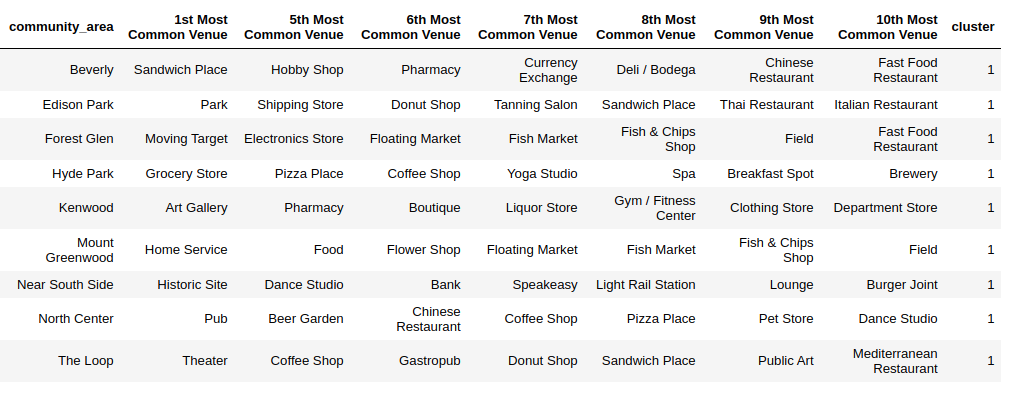 community_area 1st Most Common Venue 5th Most Common Venue 6th Most Common Venue 7th Most Common Venue 8th Most Common Venue 9th Most Common Venue 10th Most Common Venue cluster
Beverly Sandwich Place Hobby Shop Pharmacy Currency Exchange Deli / Bodega Chinese Restaurant Fast Food Restaurant 1
Edison Park Park Shipping Store Donut Shop Tanning Salon Sandwich Place Thai Restaurant Italian Restaurant 1
Forest Glen Moving Target Electronics Store Floating Market Fish Market Fish & Chips Shop Field Fast Food Restaurant 1
Hyde Park Grocery Store Pizza Place Coffee Shop Yoga Studio Spa Breakfast Spot Brewery 1
Kenwood Art Gallery Pharmacy Boutique Liquor Store Gym / Fitness Center Clothing Store Department Store 1
Mount Greenwood Home Service Food Flower Shop Floating Market Fish Market Fish & Chips Shop Field 1
Near South Side Historic Site Dance Studio Bank Speakeasy Light Rail Station Lounge Burger Joint 1
North Center Pub Beer Garden Chinese Restaurant Coffee Shop Pizza Place Pet Store Dance Studio 1
The Loop Theater Coffee Shop Gastropub Donut Shop Sandwich Place Public Art Mediterranean Restaurant 1